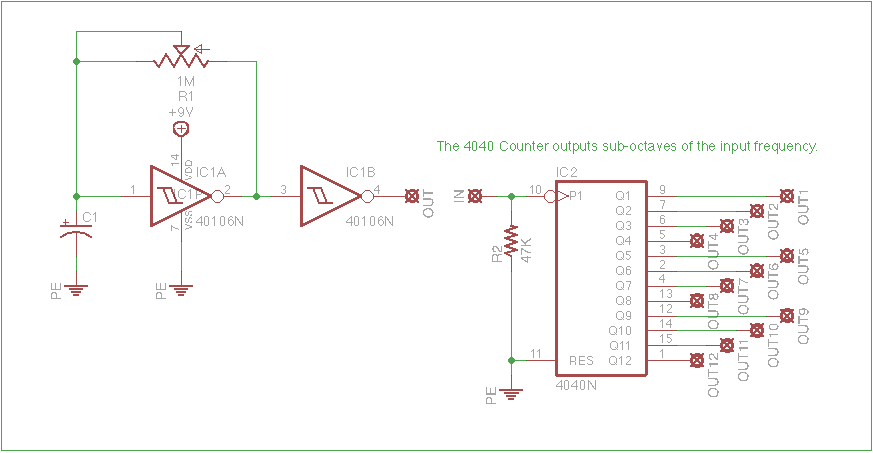 1M
R1
+9V
14
VDD
IC1A
IC1P
1
2
40106N
VSS
7
C1
+
PE
PE
IC1B
3
4
40106N
OUT
The 4040 Counter outputs sub-octaves of the input frequency.
IC2
IN
10
P1
R2
47K
11
RES
PE
4040N
Q1 9 OUT1
Q2 7 OUT2
Q3 6 OUT3
Q4 5 OUT4
Q5 3 OUT5
Q6 2 OUT6
Q7 4 OUT7
Q8 13 OUT8
Q9 12 OUT9
Q10 14 OUT10
Q11 15 OUT11
Q12 1 OUT12